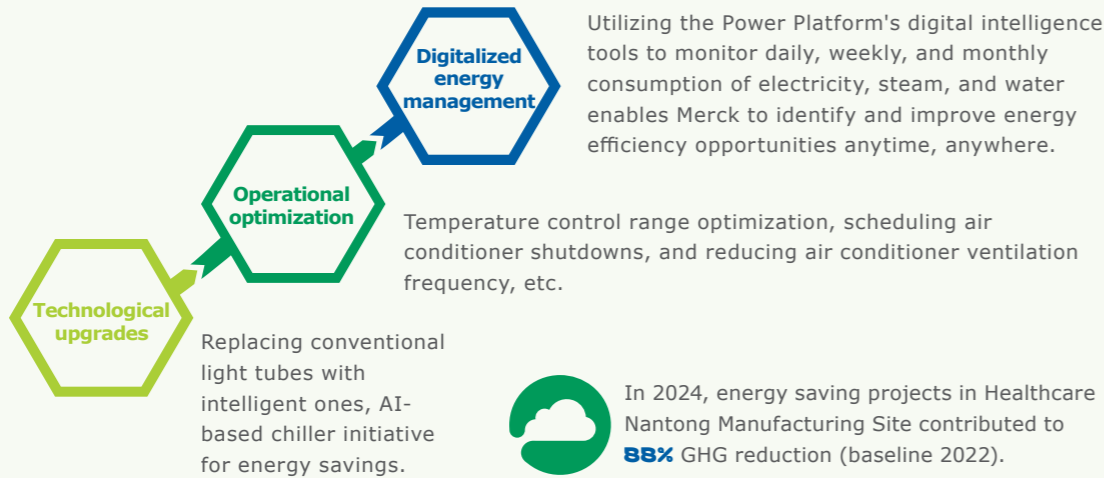 Digitalized
energy
management
Utilizing the Power Platform's digital intelligence
tools to monitor daily, weekly, and monthly
consumption of electricity, steam, and water
enables Merck to identify and improve energy
efficiency opportunities anytime, anywhere.
Operational
optimization
Temperature control range optimization, scheduling air
conditioner shutdowns, and reducing air conditioner ventilation
frequency, etc.
Technological
upgrades
Replacing conventional
light tubes with
intelligent ones, AI-
based chiller initiative
for energy savings.
In 2024, energy saving projects in Healthcare
Nantong Manufacturing Site contributed to
88% GHG reduction (baseline 2022).